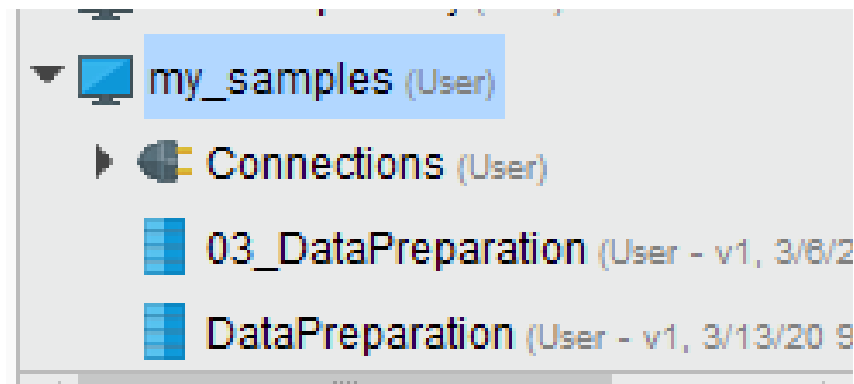 my_samples (User)
Connections (User)
03_DataPreparation (User - v1, 3/6/2
DataPreparation (User - v1, 3/13/20 9